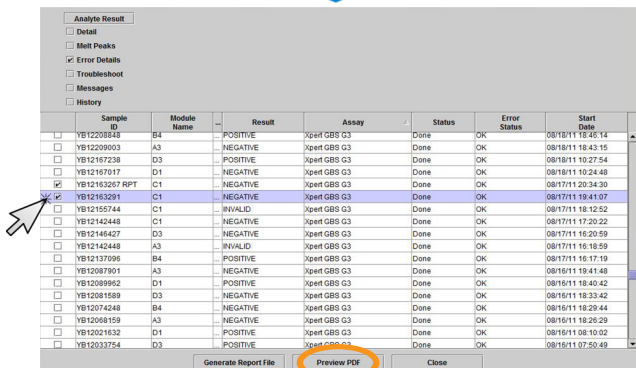 Analyte Result
Detail
Melt Peaks
Error Details
Troubleshoot
Messages
History
Sample ID Module Name ... Result Assay Status Error Status Start Date
YB12208848 B4 ... POSITIVE Xpert GBS G3 Done OK 08/18/11 18:46:14
YB12209003 A3 ... NEGATIVE Xpert GBS G3 Done OK 08/18/11 18:43:15
YB12167238 D3 ... POSITIVE Xpert GBS G3 Done OK 08/18/11 10:27:54
YB12167017 D1 ... NEGATIVE Xpert GBS G3 Done OK 08/18/11 10:24:48
YB12163267 RPT C1 ... NEGATIVE Xpert GBS G3 Done OK 08/17/11 20:34:30
YB12163291 C1 ... NEGATIVE Xpert GBS G3 Done OK 08/17/11 19:41:07
YB12155744 C1 ... INVALID Xpert GBS G3 Done OK 08/17/11 18:12:52
YB12142448 C1 ... NEGATIVE Xpert GBS G3 Done OK 08/17/11 17:20:22
YB12146427 D3 ... NEGATIVE Xpert GBS G3 Done OK 08/17/11 16:20:59
YB12142448 A3 ... INVALID Xpert GBS G3 Done OK 08/17/11 16:18:59
YB12137096 B4 ... POSITIVE Xpert GBS G3 Done OK 08/17/11 16:17:19
YB12087901 A3 ... NEGATIVE Xpert GBS G3 Done OK 08/16/11 19:41:48
YB12089962 D1 ... POSITIVE Xpert GBS G3 Done OK 08/16/11 18:40:42
YB12081589 D3 ... NEGATIVE Xpert GBS G3 Done OK 08/16/11 18:33:42
YB12074248 B4 ... NEGATIVE Xpert GBS G3 Done OK 08/16/11 18:29:44
YB12068159 A3 ... NEGATIVE Xpert GBS G3 Done OK 08/16/11 18:26:29
YB12021632 D1 ... POSITIVE Xpert GBS G3 Done OK 08/16/11 08:10:02
YB12033754 D3 ... POSITIVE Xpert GBS G3 Done OK 08/16/11 07:50:49
Generate Report File Preview PDF Close